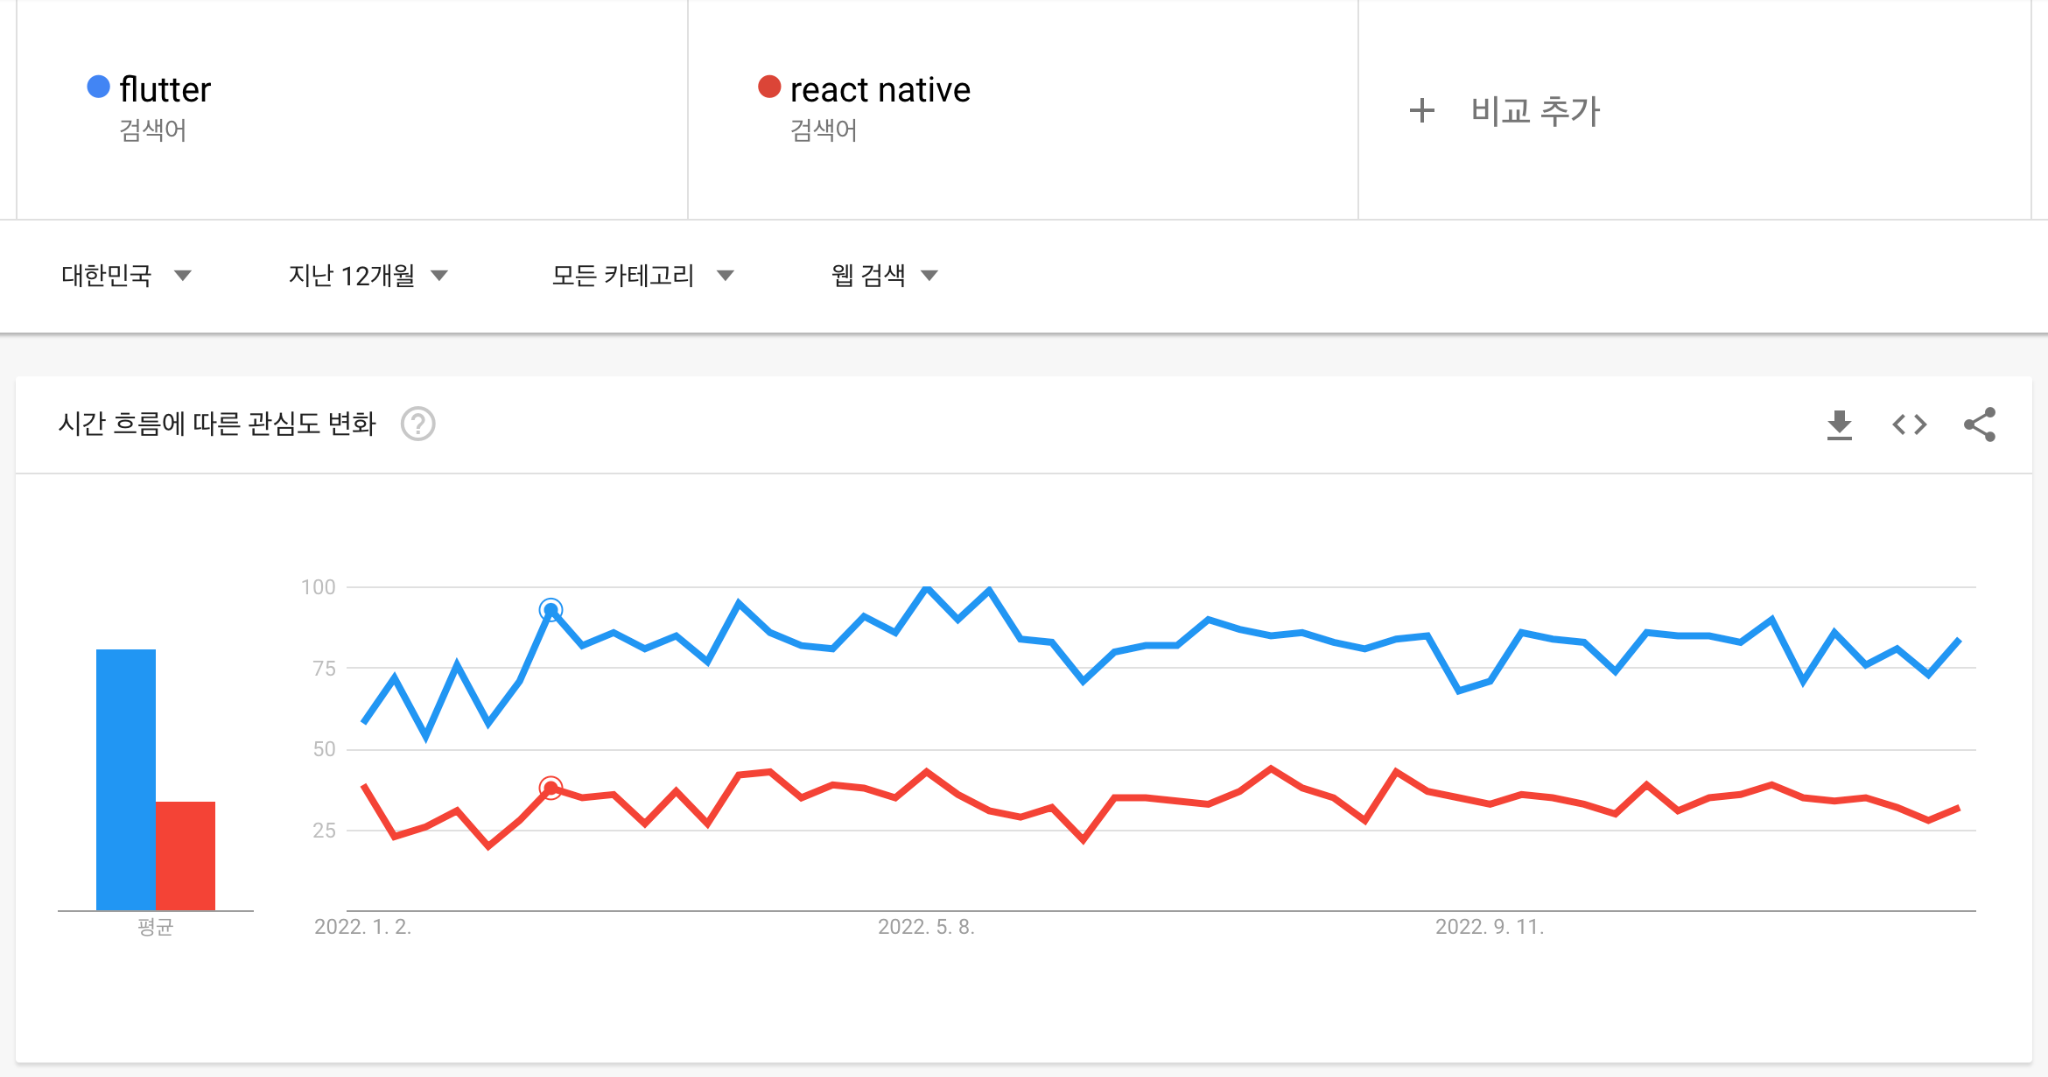 flutter
검색어
react native
검색어
+ 비교 추가
대한민국
지난 12개월
모든 카테고리
웹 검색
시간 흐름에 따른 관심도 변화
?
100
75
50
25
평균
2022. 1. 2.
2022. 5. 8.
2022. 9. 11.